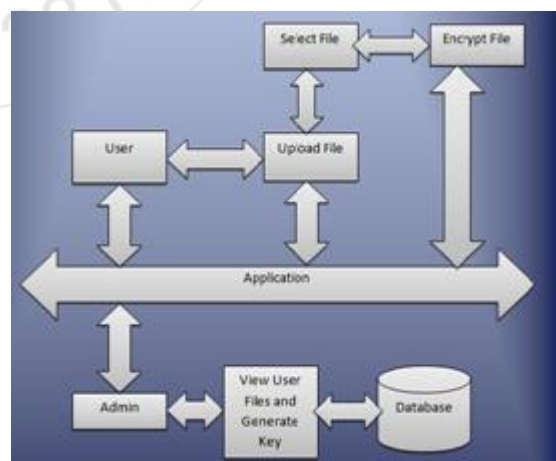 Select File
Encrypt File
User
Upload File
Application
Admin
View User
Files and
Generate
Key
Database